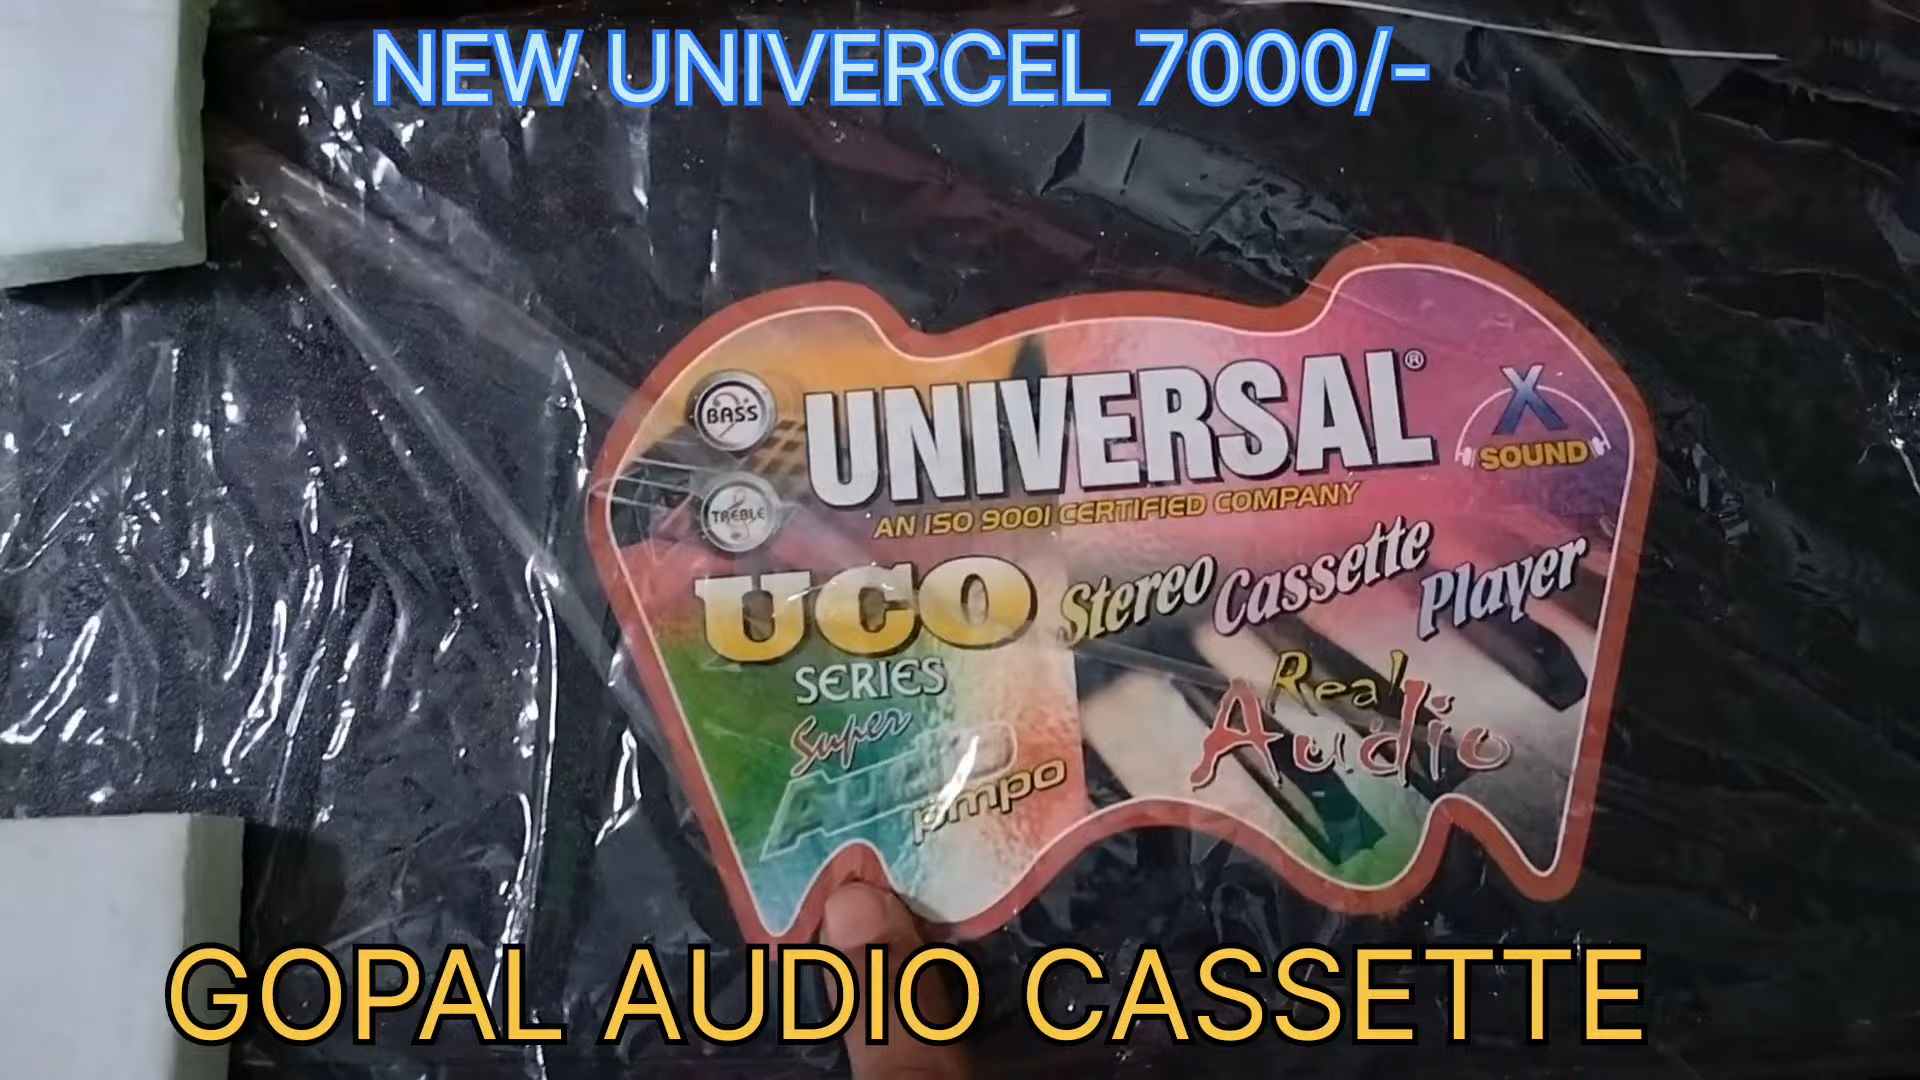 NEW UNIVERCEL 7000/-
UNIVERSAL®
BASS
X
SOUND
TREBLE
AN ISO 9001 CERTIFIED COMPANY
UCO Stereo Cassette Player
SERIES
Real
Super
Audio
Audio
pmpo
GOPAL AUDIO CASSETTE